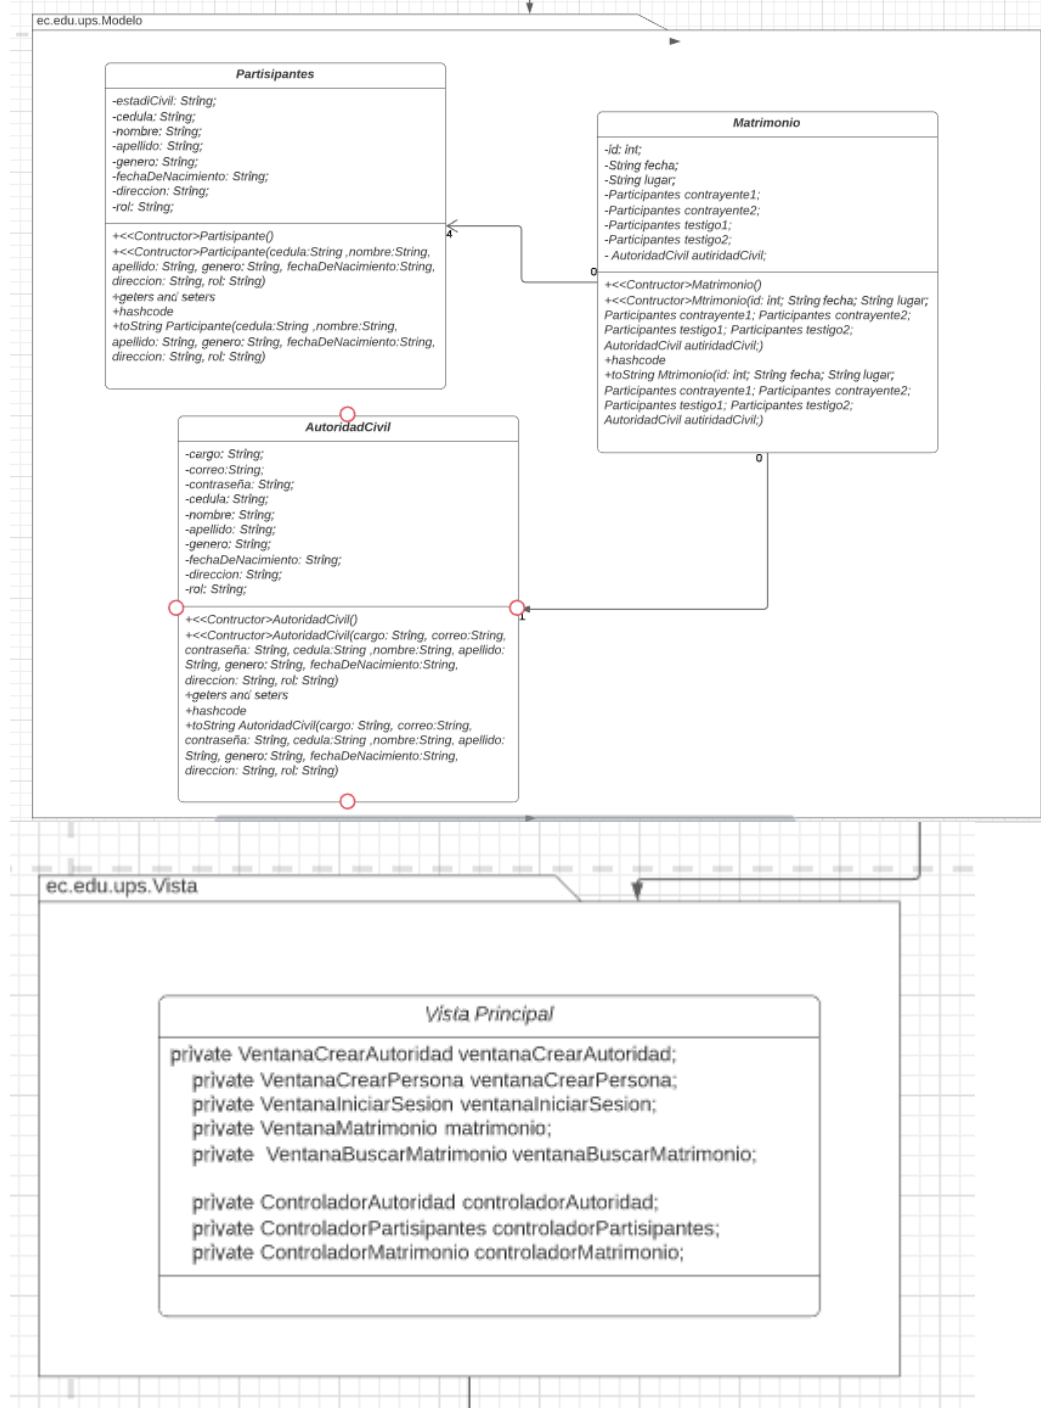 ec.edu.ups.Modelo
Partisipantes
-estadiCivil: String;
-cedula: String;
-nombre: String;
-apellido: String;
-genero: String;
-fechaDeNacimiento: String;
-direccion: String;
-rol: String;
+<<Contructor>Partisipante()
+<<Contructor>Participante(cedula:String ,nombre:String,
apellido: String, genero: String, fechaDeNacimiento:String,
direccion: String, rol: String)
+geters and seters
+hashcode
+toString Participante(cedula:String ,nombre:String,
apellido: String, genero: String, fechaDeNacimiento:String,
direccion: String, rol: String)
4
0
Matrimonio
-id: int;
-String fecha;
-String lugar;
-Participantes contrayente1;
-Participantes contrayente2;
-Participantes testigo1;
-Participantes testigo2;
- AutoridadCivil autiridadCivil;
+<<Contructor>Matrimonio()
+<<Contructor>Mtrimonio(id: int; String fecha; String lugar;
Participantes contrayente1; Participantes contrayente2;
Participantes testigo1; Participantes testigo2;
AutoridadCivil autiridadCivil;)
+hashcode
+toString Mtrimonio(id: int; String fecha; String lugar;
Participantes contrayente1; Participantes contrayente2;
Participantes testigo1; Participantes testigo2;
AutoridadCivil autiridadCivil;)
0
AutoridadCivil
-cargo: String;
-correo:String;
-contraseña: String;
-cedula: String;
-nombre: String;
-apellido: String;
-genero: String;
-fechaDeNacimiento: String;
-direccion: String;
-rol: String;
1
+<<Contructor>AutoridadCivil()
+<<Contructor>AutoridadCivil(cargo: String, correo:String,
contraseña: String, cedula:String ,nombre:String, apellido:
String, genero: String, fechaDeNacimiento:String,
direccion: String, rol: String)
+geters and seters
+hashcode
+toString AutoridadCivil(cargo: String, correo:String,
contraseña: String, cedula:String ,nombre:String, apellido:
String, genero: String, fechaDeNacimiento:String,
direccion: String, rol: String)
ec.edu.ups.Vista
Vista Principal
private VentanaCrearAutoridad ventanaCrearAutoridad;
private VentanaCrearPersona ventanaCrearPersona;
private VentanaIniciarSesion ventanaIniciarSesion;
private VentanaMatrimonio matrimonio;
private VentanaBuscarMatrimonio ventanaBuscarMatrimonio;
private ControladorAutoridad controladorAutoridad;
private ControladorPartisipantes controladorPartisipantes;
private ControladorMatrimonio controladorMatrimonio;